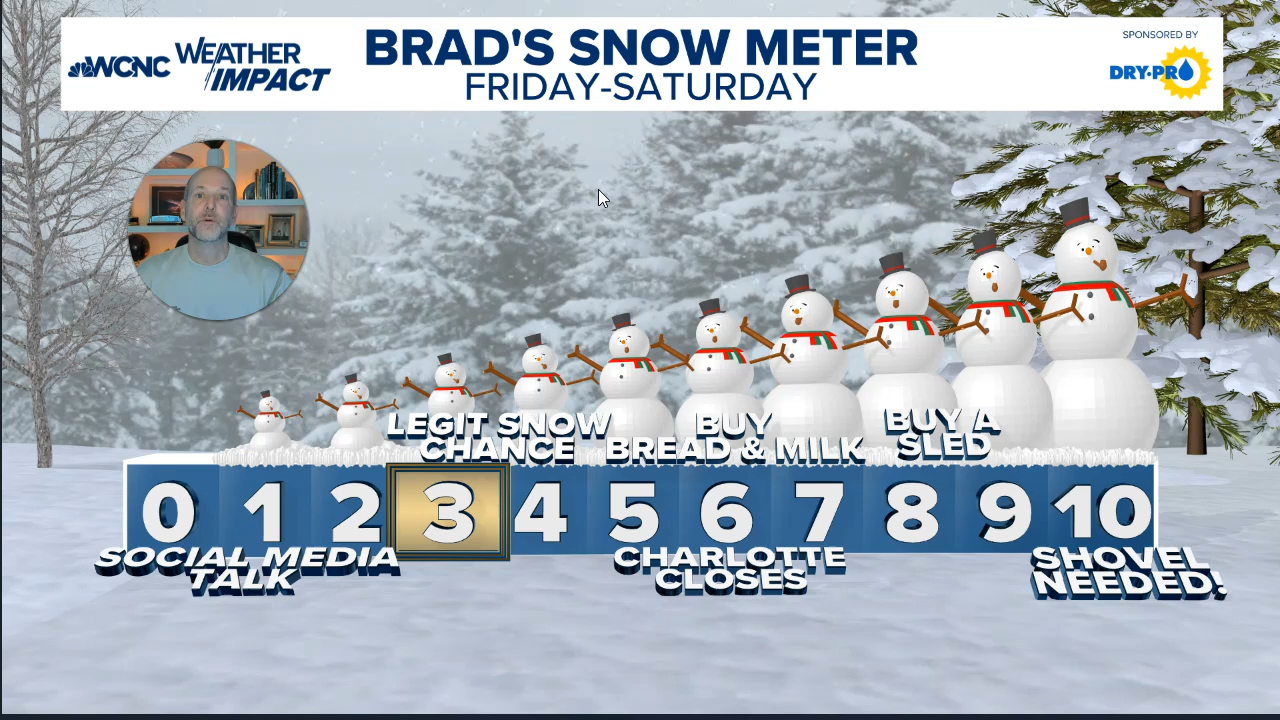 WCNC WEATHER IMPACT
BRAD'S SNOW METER
FRIDAY-SATURDAY
SPONSORED BY
DRY·PRO
LEGIT SNOW
CHANCE
BUY
BREAD & MILK
BUY A
SLED
0 1 2 3 4 5 6 7 8 9 10
SOCIAL MEDIA
TALK
CHARLOTTE
CLOSES
SHOVEL
NEEDED!